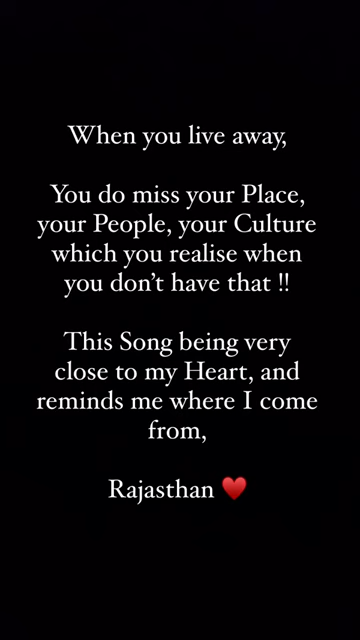 When you live away,
You do miss your Place,
your People, your Culture
which you realise when
you don’t have that !!
This Song being very
close to my Heart, and
reminds me where I come
from,
Rajasthan ♥️